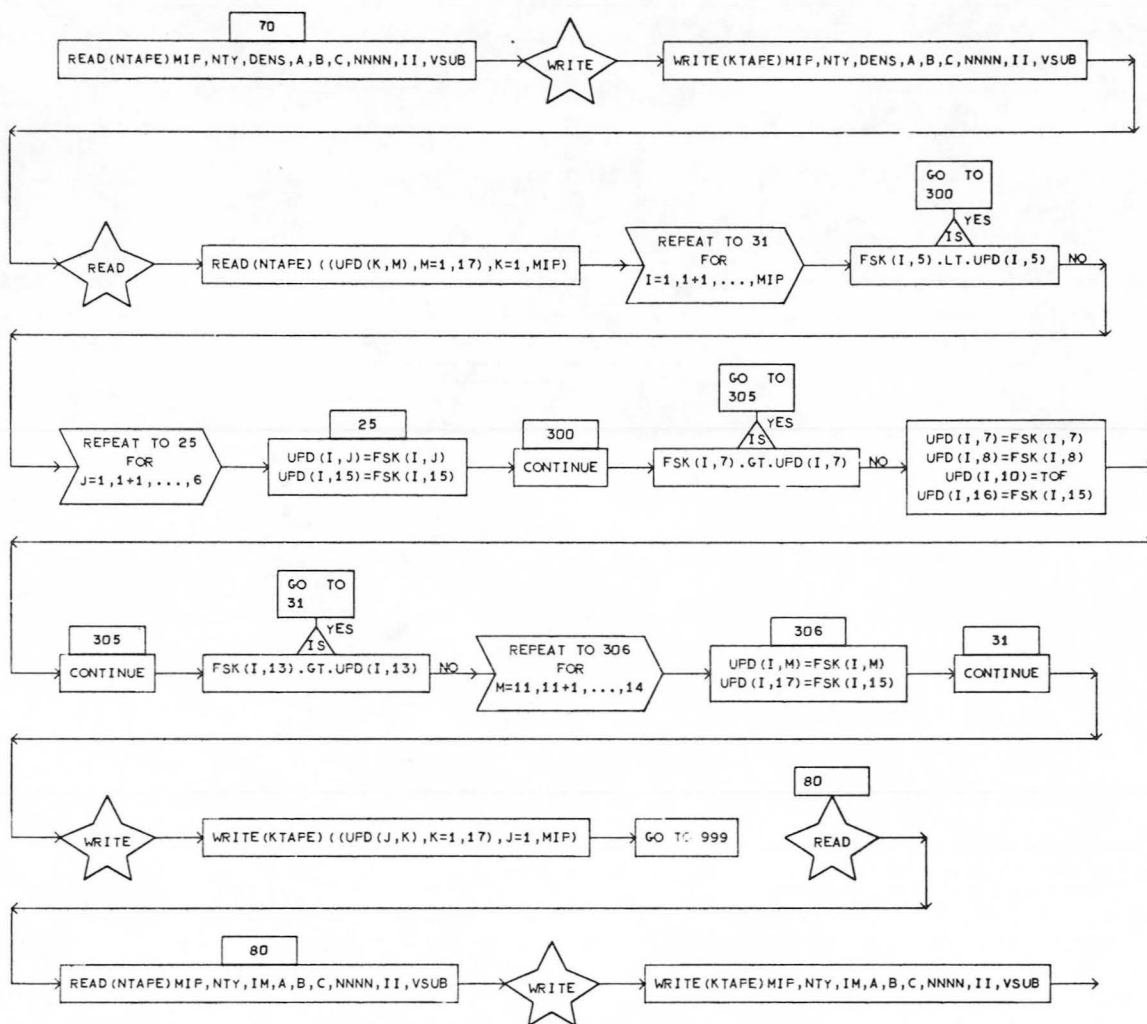 70
READ(NTAPE)MIP,NTY,DENS,A,B,C,NNNN,II,VSUB
WRITE
WRITE(KTAPE)MIP,NTY,DENS,A,B,C,NNNN,II,VSUB
READ
READ(NTAPE)((UPD(K,M),M=1,17),K=1,MIP)
REPEAT TO 31
FOR
I=1,1+1,...,MIP
GO TO
300
YES
IS
FSK(I,5).LT.UPD(I,5)
NO
REPEAT TO 25
FOR
J=1,1+1,...,6
25
UPD(I,J)=FSK(I,J)
UPD(I,15)=FSK(I,15)
300
CONTINUE
GO TO
305
YES
IS
FSK(I,7).GT.UPD(I,7)
NO
UPD(I,7)=FSK(I,7)
UPD(I,8)=FSK(I,8)
UPD(I,10)=TOF
UPD(I,16)=FSK(I,15)
305
CONTINUE
GO TO
31
YES
IS
FSK(I,13).GT.UPD(I,13)
NO
REPEAT TO 306
FOR
M=11,11+1,...,14
306
UPD(I,M)=FSK(I,M)
UPD(I,17)=FSK(I,15)
31
CONTINUE
WRITE
WRITE(KTAPE)((UPD(J,K),K=1,17),J=1,MIP)
GO TO 999
80
READ
80
READ(NTAPE)MIP,NTY,IM,A,B,C,NNNN,II,VSUB
WRITE
WRITE(KTAPE)MIP,NTY,IM,A,B,C,NNNN,II,VSUB